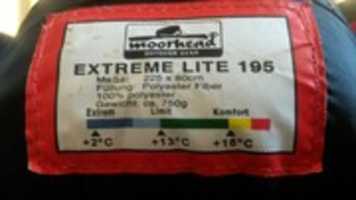 moorhead
OUTDOOR GEAR
EXTREME LITE 195
Maße: 225 x 80cm
Füllung: Polyester Fiber
100% polyester
Gewicht: ca. 750g
Extrem Limit Komfort
+2°C +13°C +18°C